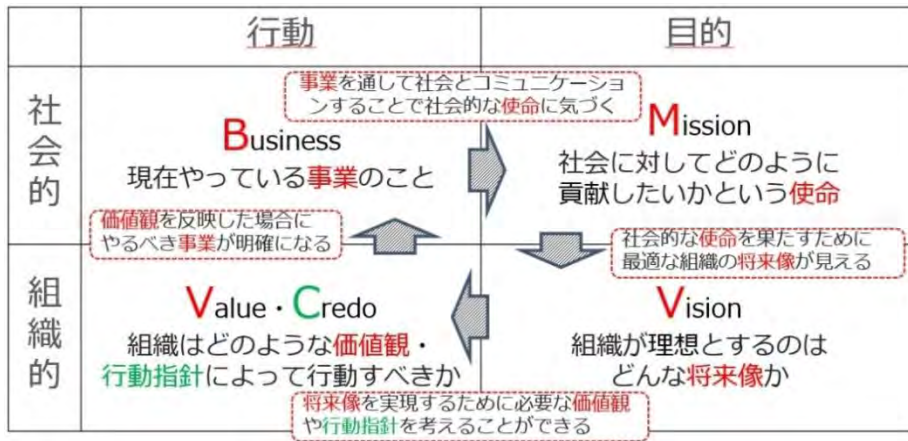 行動
目的
社会的
事業を通して社会とコミュニケーショ
ンすることで社会的な使命に気づく
Business
現在やっている事業のこと
Mission
社会に対してどのように
貢献したいかという使命
価値観を反映した場合に
やるべき事業が明確になる
社会的な使命を果たすために
最適な組織の将来像が見える
組織的
Value・Credo
組織はどのような価値観・
行動指針によって行動すべきか
Vision
組織が理想とするのは
どんな将来像か
将来像を実現するために必要な価値観
や行動指針を考えることができる